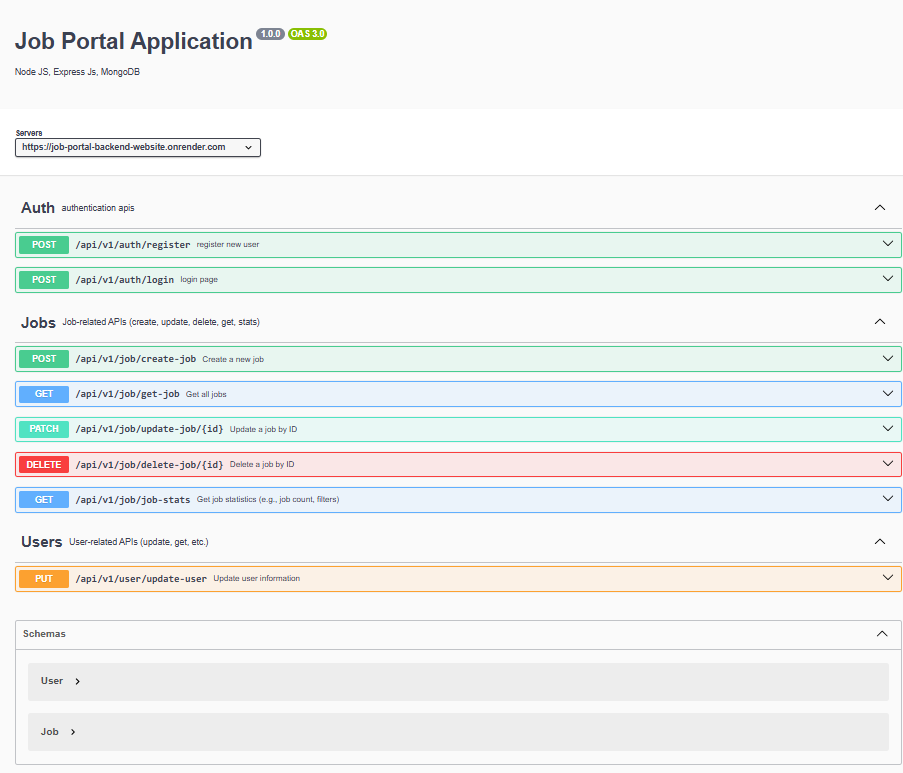 Job Portal Application 1.0.0 OAS 3.0
Node JS, Express Js, MongoDB
Servers
https://job-portal-backend-website.onrender.com
Auth authentication apis
POST /api/v1/auth/register register new user
POST /api/v1/auth/login login page
Jobs Job-related APIs (create, update, delete, get, stats)
POST /api/v1/job/create-job Create a new job
GET /api/v1/job/get-job Get all jobs
PATCH /api/v1/job/update-job/{id} Update a job by ID
DELETE /api/v1/job/delete-job/{id} Delete a job by ID
GET /api/v1/job/job-stats Get job statistics (e.g., job count, filters)
Users User-related APIs (update, get, etc.)
PUT /api/v1/user/update-user Update user information
Schemas
User
Job